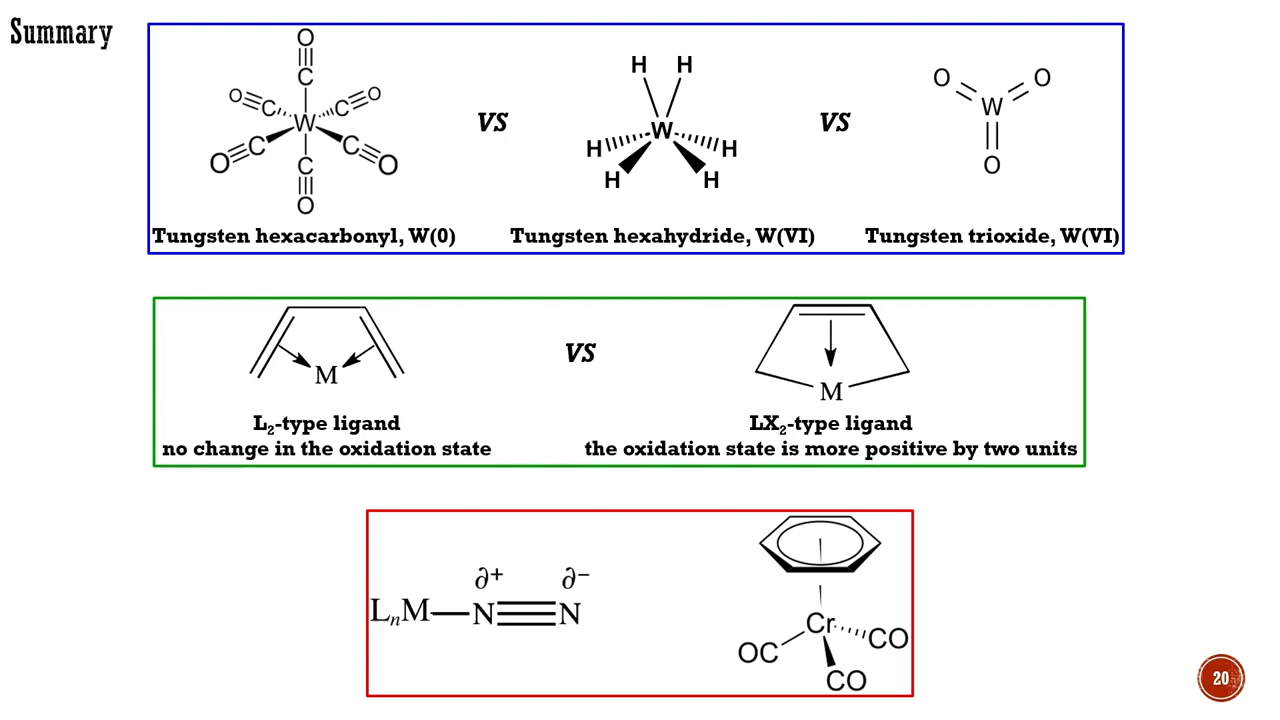 Summary
O
C
O C C O
W
O C C O
C
O
VS
H H
W
H H
H H
VS
O O
W
O
Tungsten hexacarbonyl, W(0)
Tungsten hexahydride, W(VI)
Tungsten trioxide, W(VI)
M
L₂-type ligand
no change in the oxidation state
VS
M
LX₂-type ligand
the oxidation state is more positive by two units
∂⁺ ∂⁻
LₙM N N
Cr
OC CO
CO
20